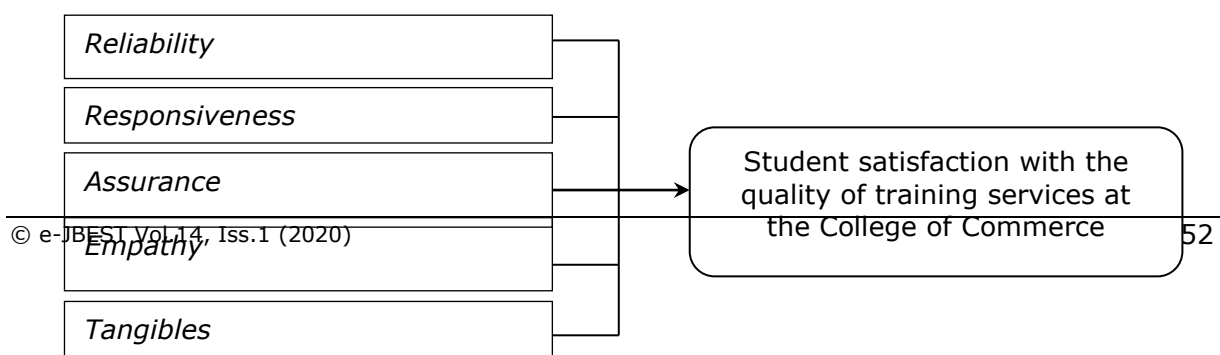 Reliability
Responsiveness
Assurance
Empathy
Tangibles
Student satisfaction with the
quality of training services at
the College of Commerce
© e-JBEST Vol.14, Iss.1 (2020)
52